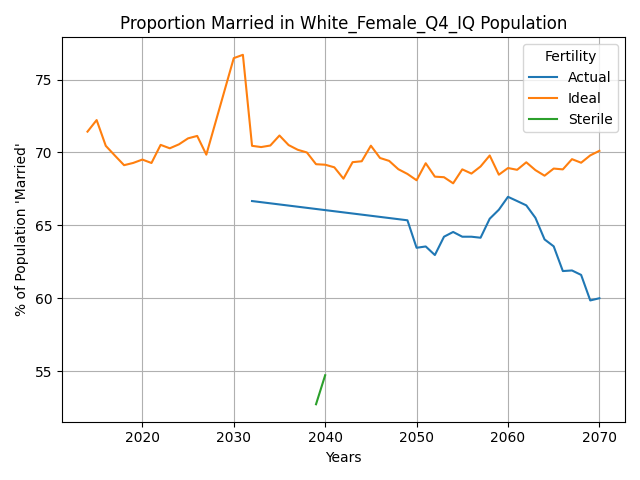 Proportion Married in White_Female_Q4_IQ Population
Fertility
Actual
Ideal
Sterile
% of Population 'Married'
75
70
65
60
55
2020 2030 2040 2050 2060 2070
Years